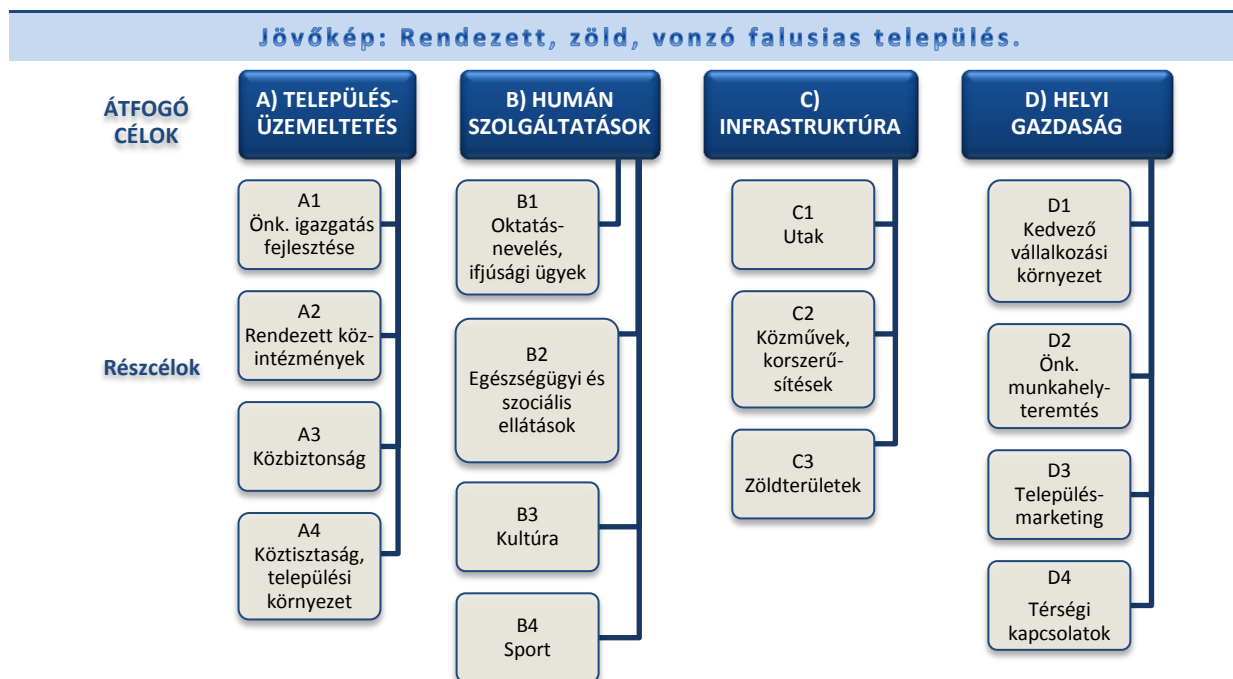 Jövőkép: Rendezett, zöld, vonzó falusias település.
ÁTFOGÓ
CÉLOK
A) TELEPÜLÉS-
ÜZEMELTETÉS
B) HUMÁN
SZOLGÁLTATÁSOK
C)
INFRASTRUKTÚRA
D) HELYI
GAZDASÁG
Részcélok
A1
Önk. igazgatás
fejlesztése
A2
Rendezett köz-
intézmények
A3
Közbiztonság
A4
Köztisztaság,
települési
környezet
B1
Oktatás-
nevelés,
ifjúsági ügyek
B2
Egészségügyi és
szociális
ellátások
B3
Kultúra
B4
Sport
C1
Utak
C2
Közművek,
korszerű-
sítések
C3
Zöldterületek
D1
Kedvező
vállalkozási
környezet
D2
Önk.
munkahely-
teremtés
D3
Település-
marketing
D4
Térségi
kapcsolatok